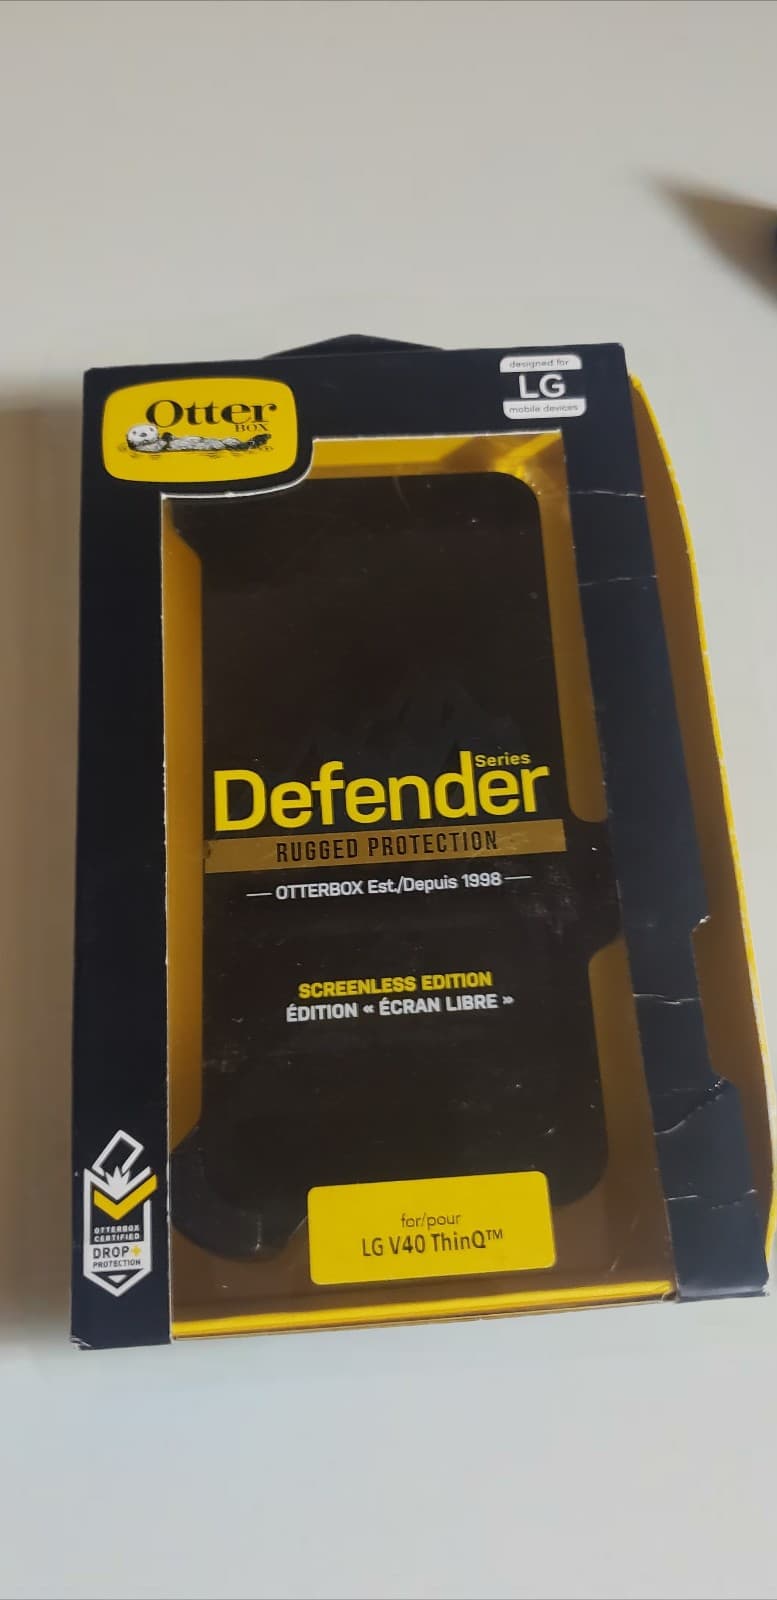 Otter
BOX
designed for
LG
mobile devices
Series
Defender
RUGGED PROTECTION
OTTERBOX Est./Depuis 1998
SCREENLESS EDITION
ÉDITION « ÉCRAN LIBRE »
OTTERBOX
CERTIFIED
DROP+
PROTECTION
for/pour
LG V40 ThinQ™